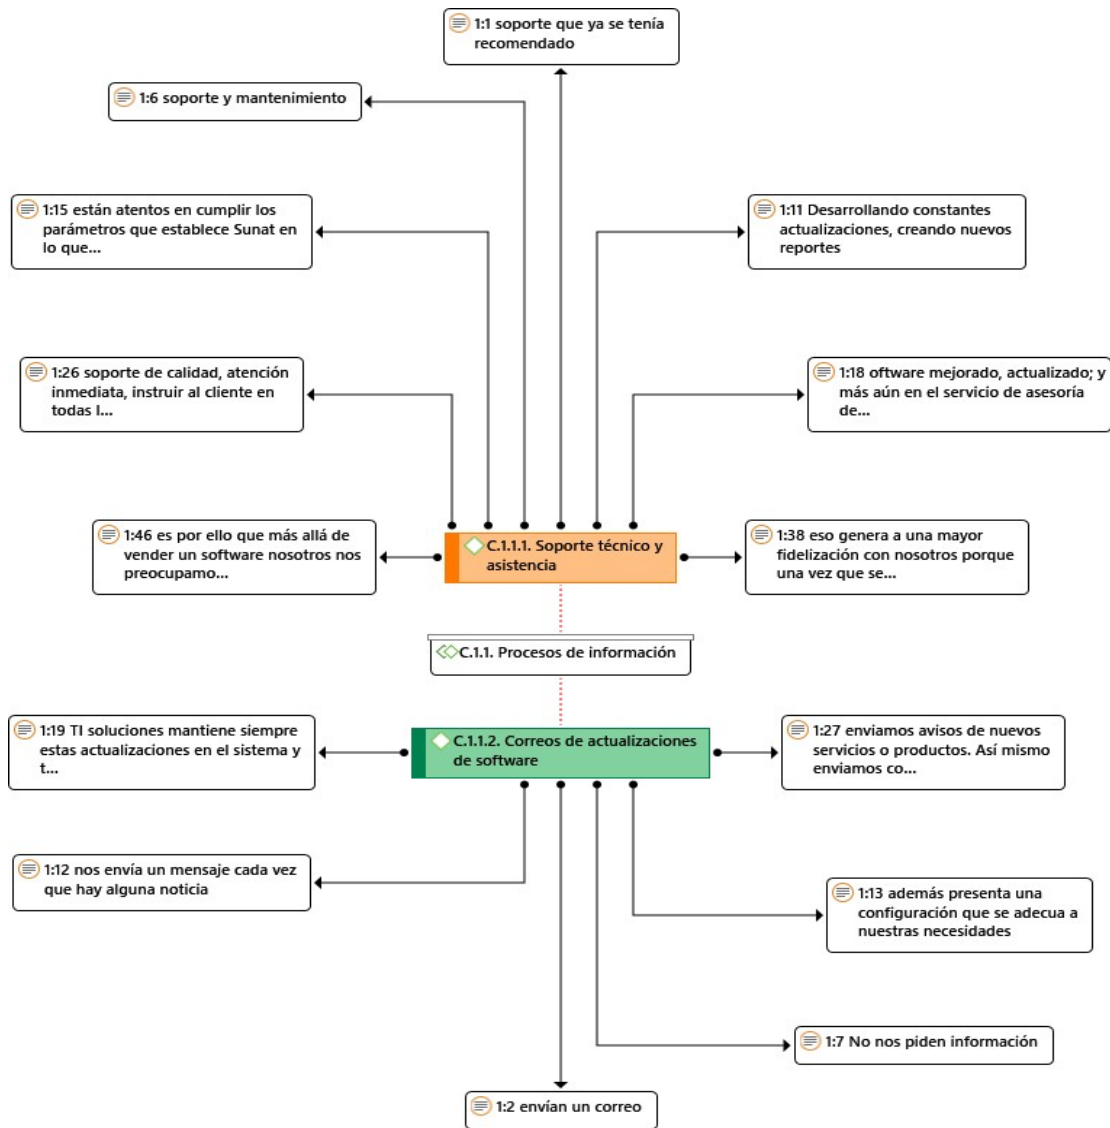 1:1 soporte que ya se tenía
recomendado
1:6 soporte y mantenimiento
1:15 están atentos en cumplir los
parámetros que establece Sunat en
lo que...
1:11 Desarrollando constantes
actualizaciones, creando nuevos
reportes
1:26 soporte de calidad, atención
inmediata, instruir al cliente en
todas l...
1:18 oftware mejorado, actualizado; y
más aún en el servicio de asesoría
de...
1:46 es por ello que más allá de
vender un software nosotros nos
preocupamo...
C.1.1.1. Soporte técnico y
asistencia
1:38 eso genera a una mayor
fidelización con nosotros porque
una vez que se...
C.1.1. Procesos de información
1:19 TI soluciones mantiene siempre
estas actualizaciones en el sistema y
t...
C.1.1.2. Correos de actualizaciones
de software
1:27 enviamos avisos de nuevos
servicios o productos. Así mismo
enviamos co...
1:12 nos envía un mensaje cada vez
que hay alguna noticia
1:13 además presenta una
configuración que se adecua a
nuestras necesidades
1:7 No nos piden información
1:2 envían un correo